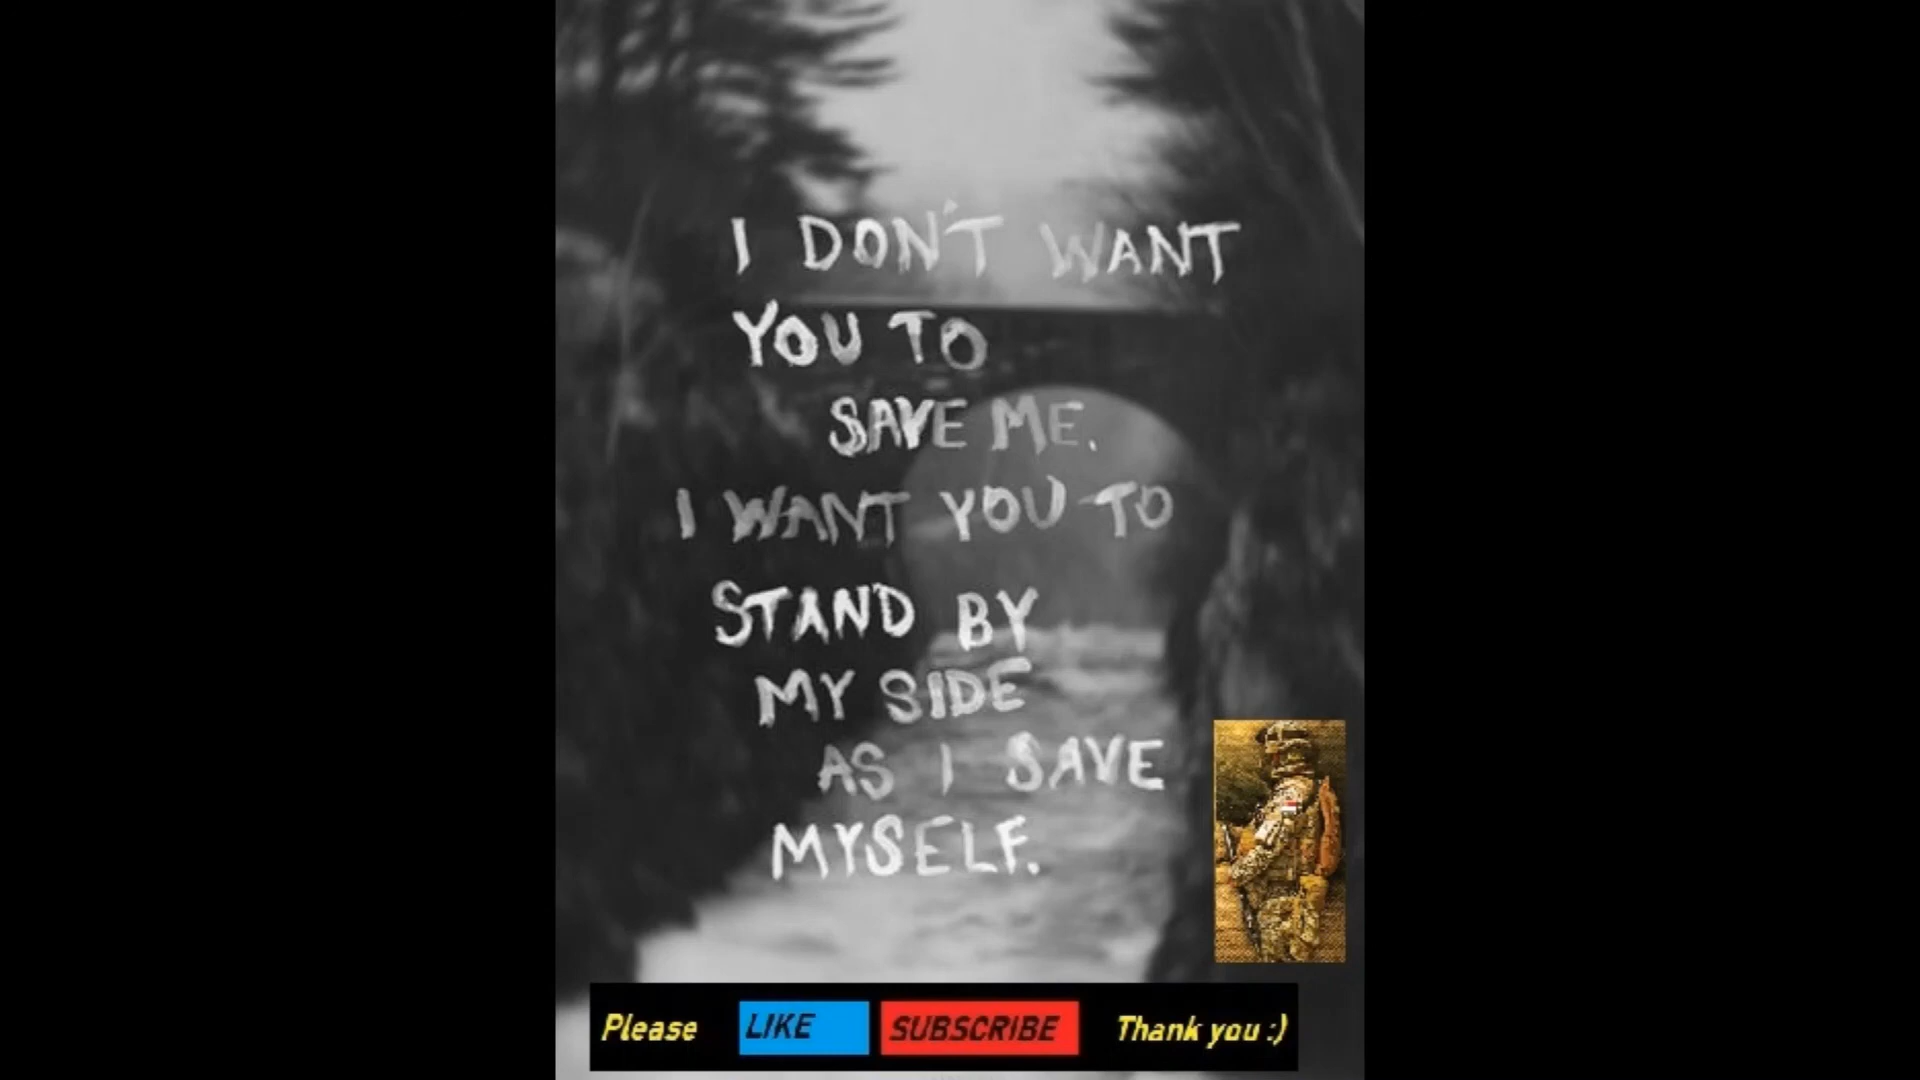 I DON'T WANT
YOU TO
SAVE ME.
I WANT YOU TO
STAND BY
MY SIDE
AS I SAVE
MYSELF.
Please LIKE SUBSCRIBE Thank you :)